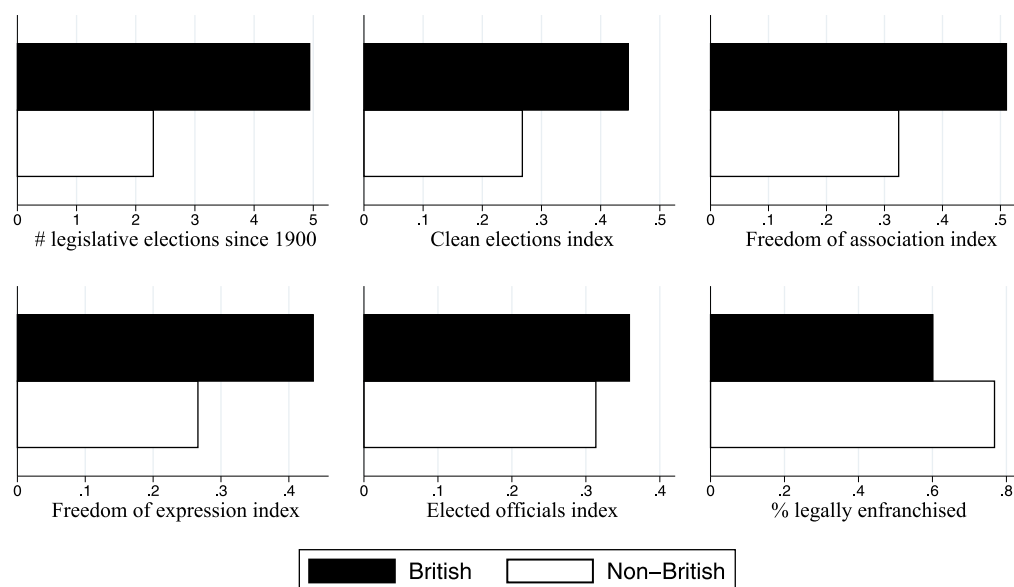 0 1 2 3 4 5
# legislative elections since 1900
0 .1 .2 .3 .4 .5
Clean elections index
0 .1 .2 .3 .4 .5
Freedom of association index
0 .1 .2 .3 .4
Freedom of expression index
0 .1 .2 .3 .4
Elected officials index
0 .2 .4 .6 .8
% legally enfranchised
British Non–British